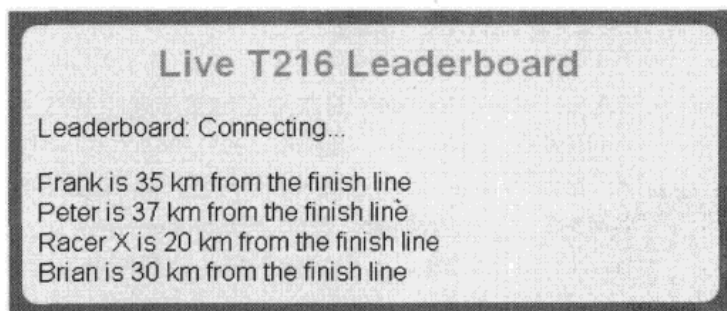 Live T216 Leaderboard
Leaderboard: Connecting...
Frank is 35 km from the finish line
Peter is 37 km from the finish line
Racer X is 20 km from the finish line
Brian is 30 km from the finish line